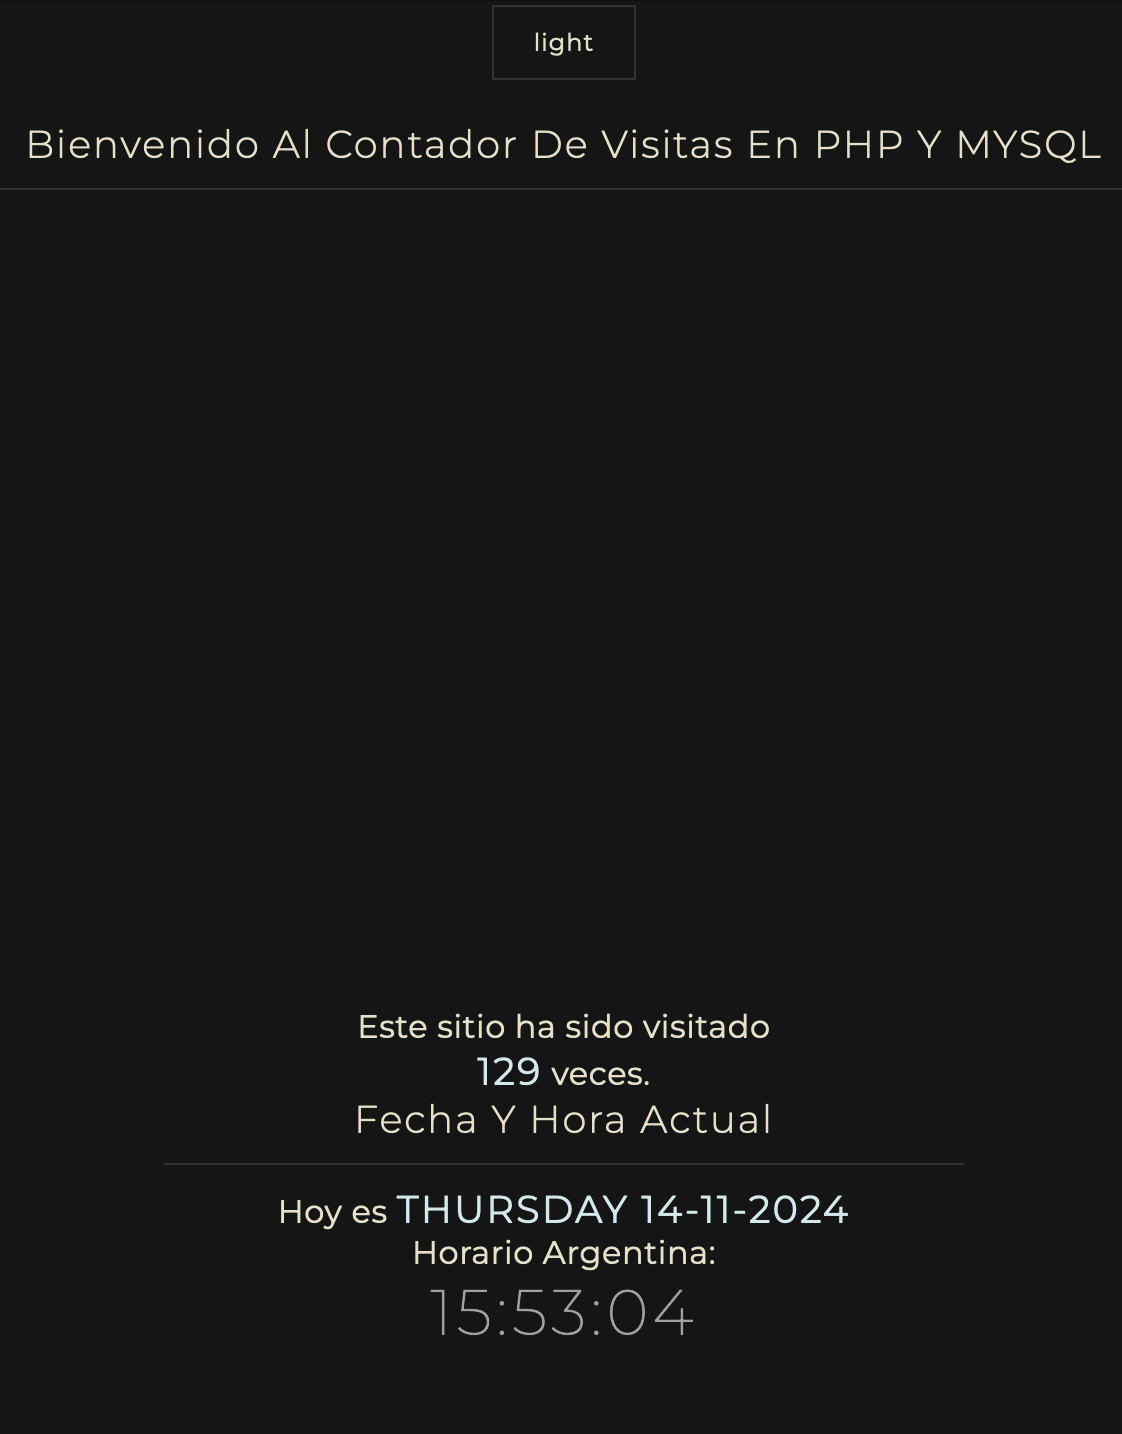 light
Bienvenido Al Contador De Visitas En PHP Y MYSQL
Este sitio ha sido visitado
129 veces.
Fecha Y Hora Actual
Hoy es THURSDAY 14-11-2024
Horario Argentina:
15:53:04